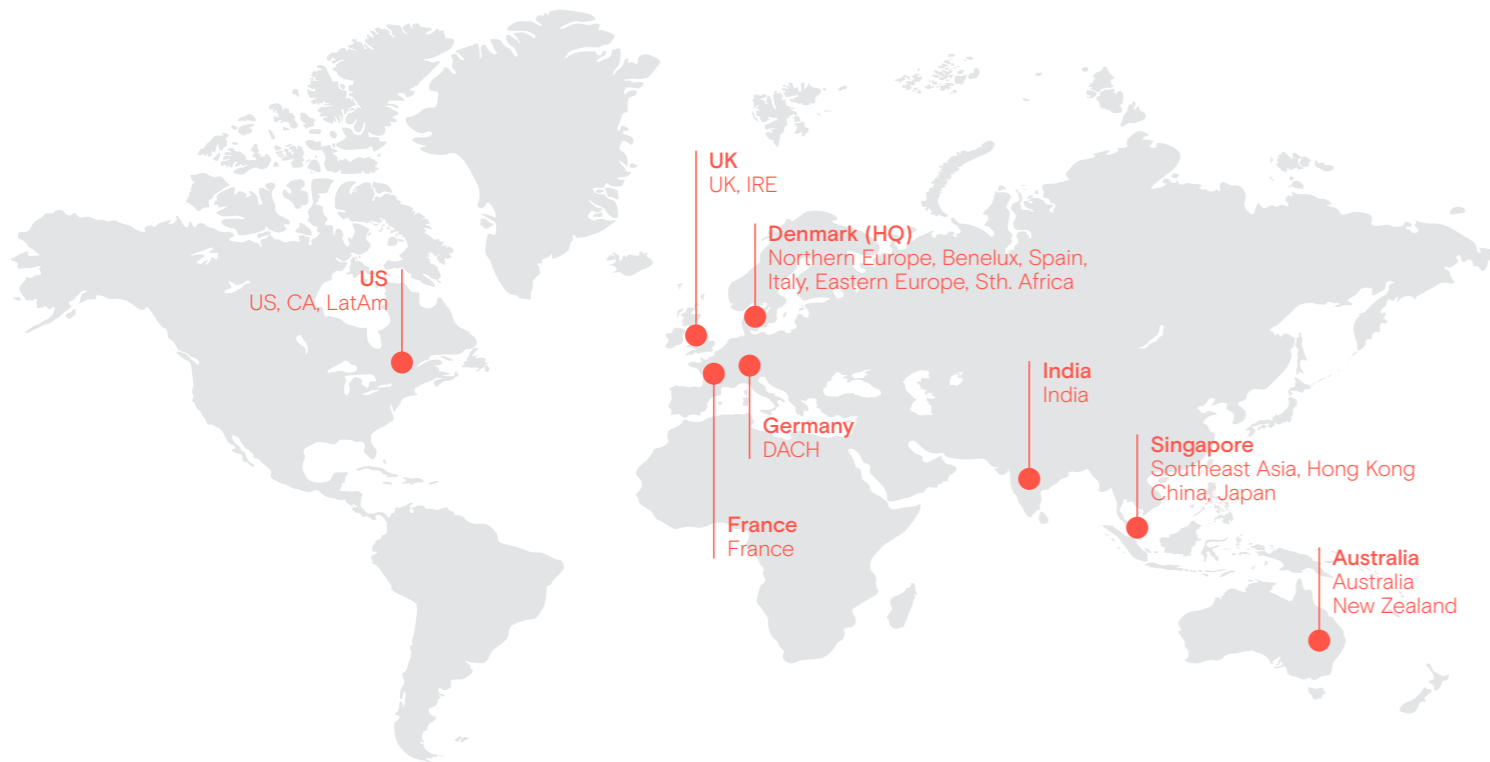 UK
UK, IRE
Denmark (HQ)
Northern Europe, Benelux, Spain,
Italy, Eastern Europe, Sth. Africa
US
US, CA, LatAm
India
India
Germany
DACH
Singapore
Southeast Asia, Hong Kong
China, Japan
France
France
Australia
Australia
New Zealand